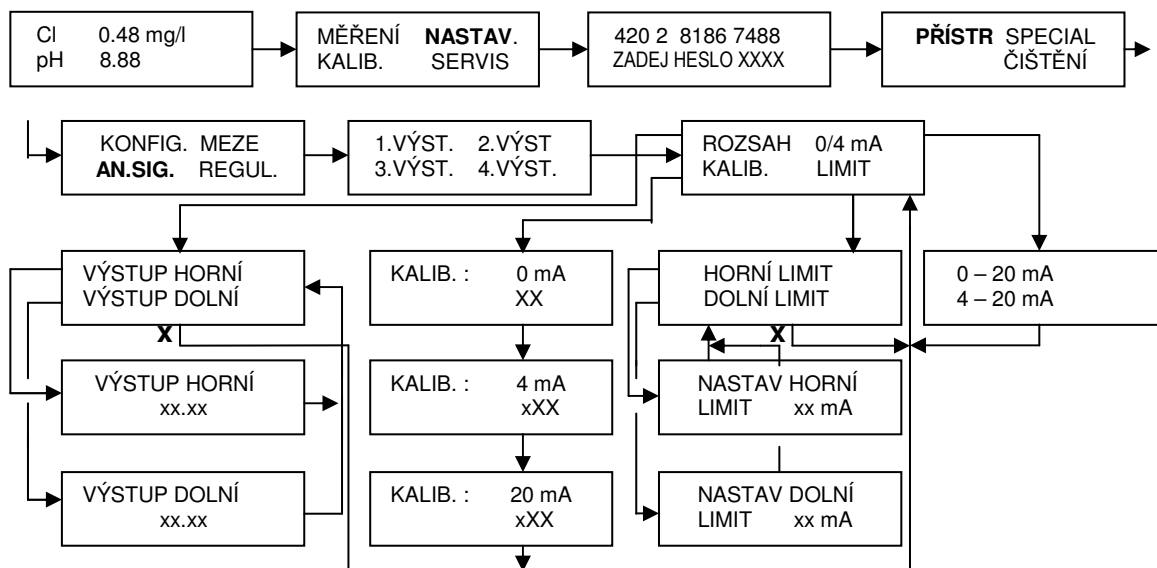 Cl 0.48 mg/l
pH 8.88
MĚŘENÍ NASTAV.
KALIB. SERVIS
420 2 8186 7488
ZADEJ HESLO XXXX
PŘÍSTR SPECIAL
ČIŠTĚNÍ
KONFIG. MEZE
AN.SIG. REGUL.
1.VÝST. 2.VÝST
3.VÝST. 4.VÝST.
ROZSAH 0/4 mA
KALIB. LIMIT
VÝSTUP HORNÍ
VÝSTUP DOLNÍ
X
KALIB. : 0 mA
XX
HORNÍ LIMIT
DOLNÍ LIMIT
X
0 – 20 mA
4 – 20 mA
VÝSTUP HORNÍ
xx.xx
KALIB. : 4 mA
xXX
NASTAV HORNÍ
LIMIT xx mA
VÝSTUP DOLNÍ
xx.xx
KALIB. : 20 mA
xXX
NASTAV DOLNÍ
LIMIT xx mA